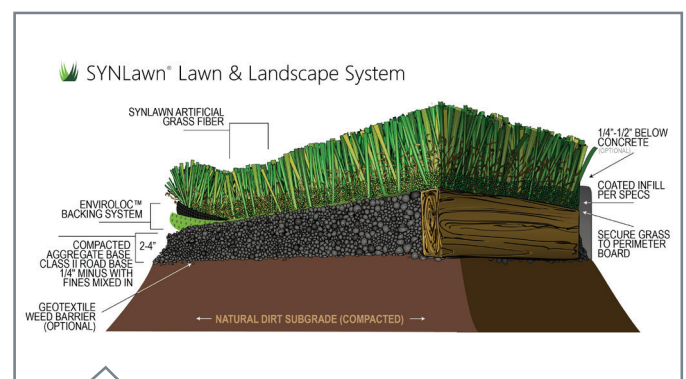 SYNLawn® Lawn & Landscape System
SYNLAWN ARTIFICIAL
GRASS FIBER
1/4"-1/2" BELOW
CONCRETE
(OPTIONAL)
COATED INFILL
PER SPECS
ENVIROLOC™
BACKING SYSTEM
SECURE GRASS
TO PERIMETER
BOARD
2-4"
COMPACTED
AGGREGATE BASE
CLASS II ROAD BASE
1/4" MINUS WITH
FINES MIXED IN
GEOTEXTILE
WEED BARRIER
(OPTIONAL)
NATURAL DIRT SUBGRADE (COMPACTED)